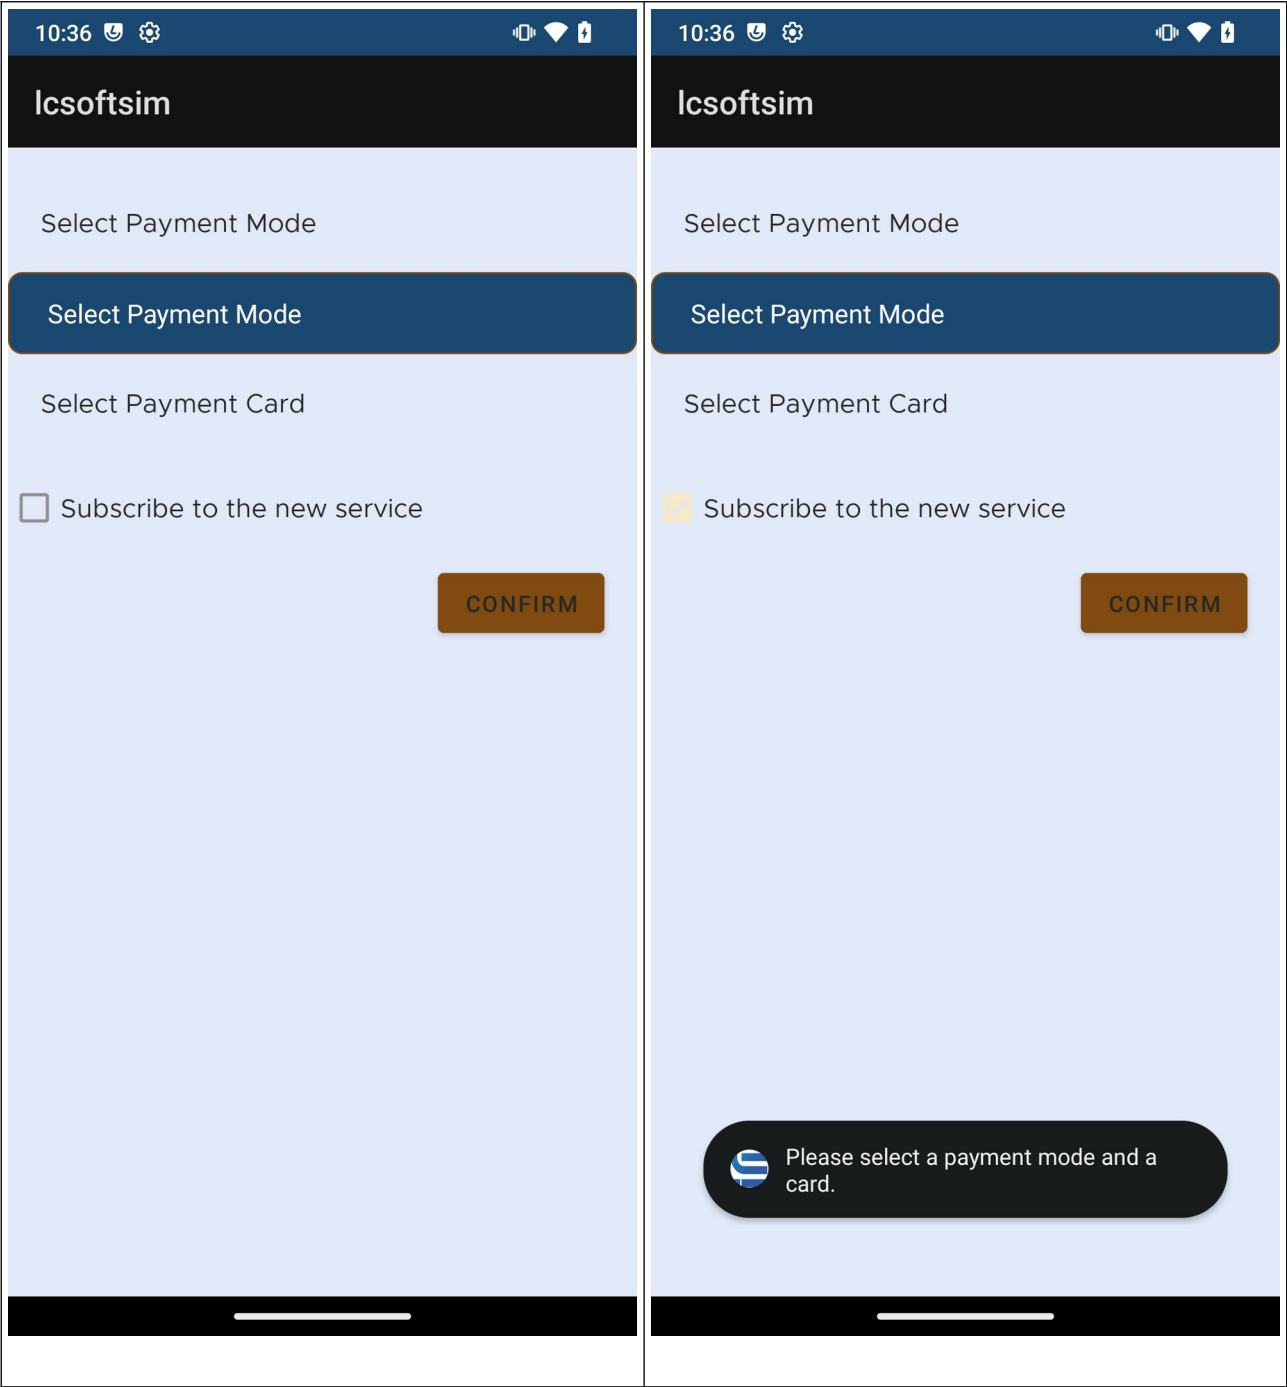 10:36
lcsoftsim
Select Payment Mode
Select Payment Mode
Select Payment Card
Subscribe to the new service
CONFIRM
10:36
lcsoftsim
Select Payment Mode
Select Payment Mode
Select Payment Card
Subscribe to the new service
CONFIRM
Please select a payment mode and a
card.